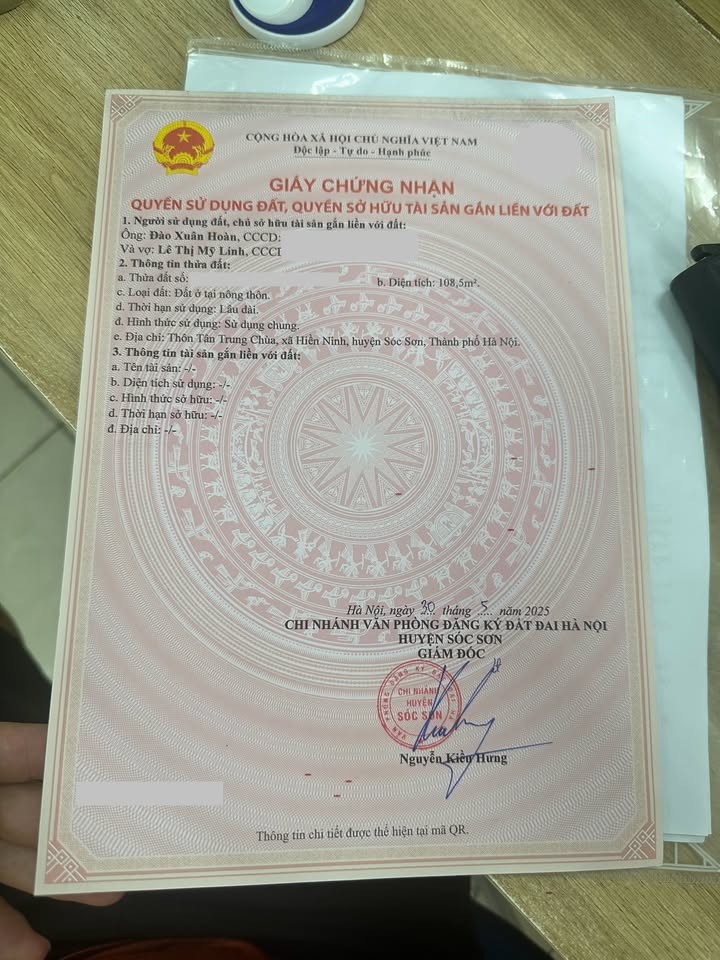 CỘNG HÒA XÃ HỘI CHỦ NGHĨA VIỆT NAM
Độc lập - Tự do - Hạnh phúc
GIẤY CHỨNG NHẬN
QUYỀN SỬ DỤNG ĐẤT, QUYỀN SỞ HỮU TÀI SẢN GẮN LIỀN VỚI ĐẤT
1. Người sử dụng đất, chủ sở hữu tài sản gắn liền với đất:
Ông: Đào Xuân Hoàn, CCCD:
Và vợ: Lê Thị Mỹ Linh, CCCI
2. Thông tin thửa đất:
a. Thửa đất số: b. Diện tích: 108,5m².
c. Loại đất: Đất ở tại nông thôn.
d. Thời hạn sử dụng: Lâu dài.
đ. Hình thức sử dụng: Sử dụng chung.
e. Địa chỉ: Thôn Tân Trung Chùa, xã Hiền Ninh, huyện Sóc Sơn, Thành phố Hà Nội.
3. Thông tin tài sản gắn liền với đất:
a. Tên tài sản: -/-
b. Diện tích sử dụng: -/-
c. Hình thức sở hữu: -/-
d. Thời hạn sở hữu: -/-
đ. Địa chỉ: -/-
Hà Nội, ngày 30 tháng 5 năm 2025
CHI NHÁNH VĂN PHÒNG ĐĂNG KÝ ĐẤT ĐAI HÀ NỘI
HUYỆN SÓC SƠN
GIÁM ĐỐC
CHI NHÁNH
HUYỆN
SÓC SƠN
Nguyễn Kiều Hưng
Thông tin chi tiết được thể hiện tại mã QR.